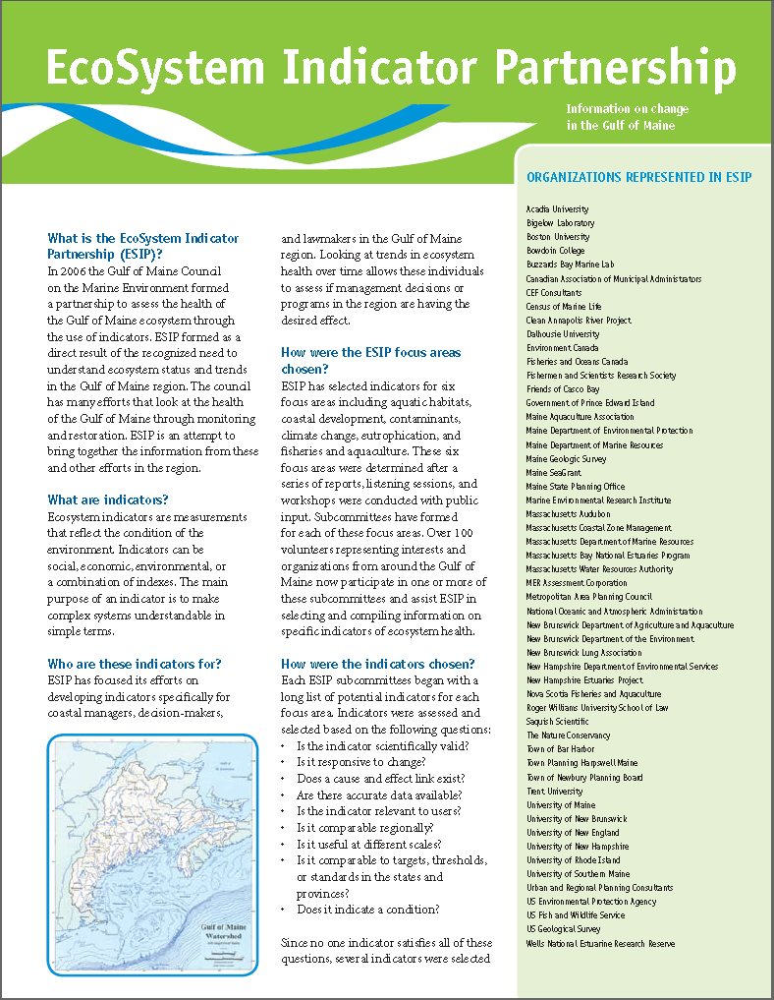 EcoSystem Indicator Partnership
Information on change
in the Gulf of Maine
What is the EcoSystem Indicator
Partnership (ESIP)?
In 2006 the Gulf of Maine Council
on the Marine Environment formed
a partnership to assess the health of
the Gulf of Maine ecosystem through
the use of indicators. ESIP formed as a
direct result of the recognized need to
understand ecosystem status and trends
in the Gulf of Maine region. The council
has many efforts that look at the health
of the Gulf of Maine through monitoring
and restoration. ESIP is an attempt to
bring together the information from these
and other efforts in the region.
What are indicators?
Ecosystem indicators are measurements
that reflect the condition of the
environment. Indicators can be
social, economic, environmental, or
a combination of indexes. The main
purpose of an indicator is to make
complex systems understandable in
simple terms.
Who are these indicators for?
ESIP has focused its efforts on
developing indicators specifically for
coastal managers, decision-makers,
Gulf of Maine
Watershed
and lawmakers in the Gulf of Maine
region. Looking at trends in ecosystem
health over time allows these individuals
to assess if management decisions or
programs in the region are having the
desired effect.
How were the ESIP focus areas
chosen?
ESIP has selected indicators for six
focus areas including aquatic habitats,
coastal development, contaminants,
climate change, eutrophication, and
fisheries and aquaculture. These six
focus areas were determined after a
series of reports, listening sessions, and
workshops were conducted with public
input. Subcommittees have formed
for each of these focus areas. Over 100
volunteers representing interests and
organizations from around the Gulf of
Maine now participate in one or more of
these subcommittees and assist ESIP in
selecting and compiling information on
specific indicators of ecosystem health.
How were the indicators chosen?
Each ESIP subcommittees began with a
long list of potential indicators for each
focus area. Indicators were assessed and
selected based on the following questions:
• Is the indicator scientifically valid?
• Is it responsive to change?
• Does a cause and effect link exist?
• Are there accurate data available?
• Is the indicator relevant to users?
• Is it comparable regionally?
• Is it useful at different scales?
• Is it comparable to targets, thresholds,
or standards in the states and
provinces?
• Does it indicate a condition?
Since no one indicator satisfies all of these
questions, several indicators were selected
ORGANIZATIONS REPRESENTED IN ESIP
Acadia University
Bigelow Laboratory
Boston University
Bowdoin College
Buzzards Bay Marine Lab
Canadian Association of Municipal Administrators
CEF Consultants
Census of Marine Life
Clean Annapolis River Project
Dalhousie University
Environment Canada
Fisheries and Oceans Canada
Fishermen and Scientists Research Society
Friends of Casco Bay
Government of Prince Edward Island
Maine Aquaculture Association
Maine Department of Environmental Protection
Maine Department of Marine Resources
Maine Geologic Survey
Maine SeaGrant
Maine State Planning Office
Marine Environmental Research Institute
Massachusetts Audubon
Massachusetts Coastal Zone Management
Massachusetts Department of Marine Resources
Massachusetts Bay National Estuaries Program
Massachusetts Water Resources Authority
MER Assessment Corporation
Metropolitan Area Planning Council
National Oceanic and Atmospheric Administration
New Brunswick Department of Agriculture and Aquaculture
New Brunswick Department of the Environment
New Brunswick Lung Association
New Hampshire Department of Environmental Services
New Hampshire Estuaries Project
Nova Scotia Fisheries and Aquaculture
Roger Williams University School of Law
Saquish Scientific
The Nature Conservancy
Town of Bar Harbor
Town Planning Harpswell Maine
Town of Newbury Planning Board
Trent University
University of Maine
University of New Brunswick
University of New England
University of New Hampshire
University of Rhode Island
University of Southern Maine
Urban and Regional Planning Consultants
US Environmental Protection Agency
US Fish and Wildlife Service
US Geological Survey
Wells National Estuarine Research Reserve